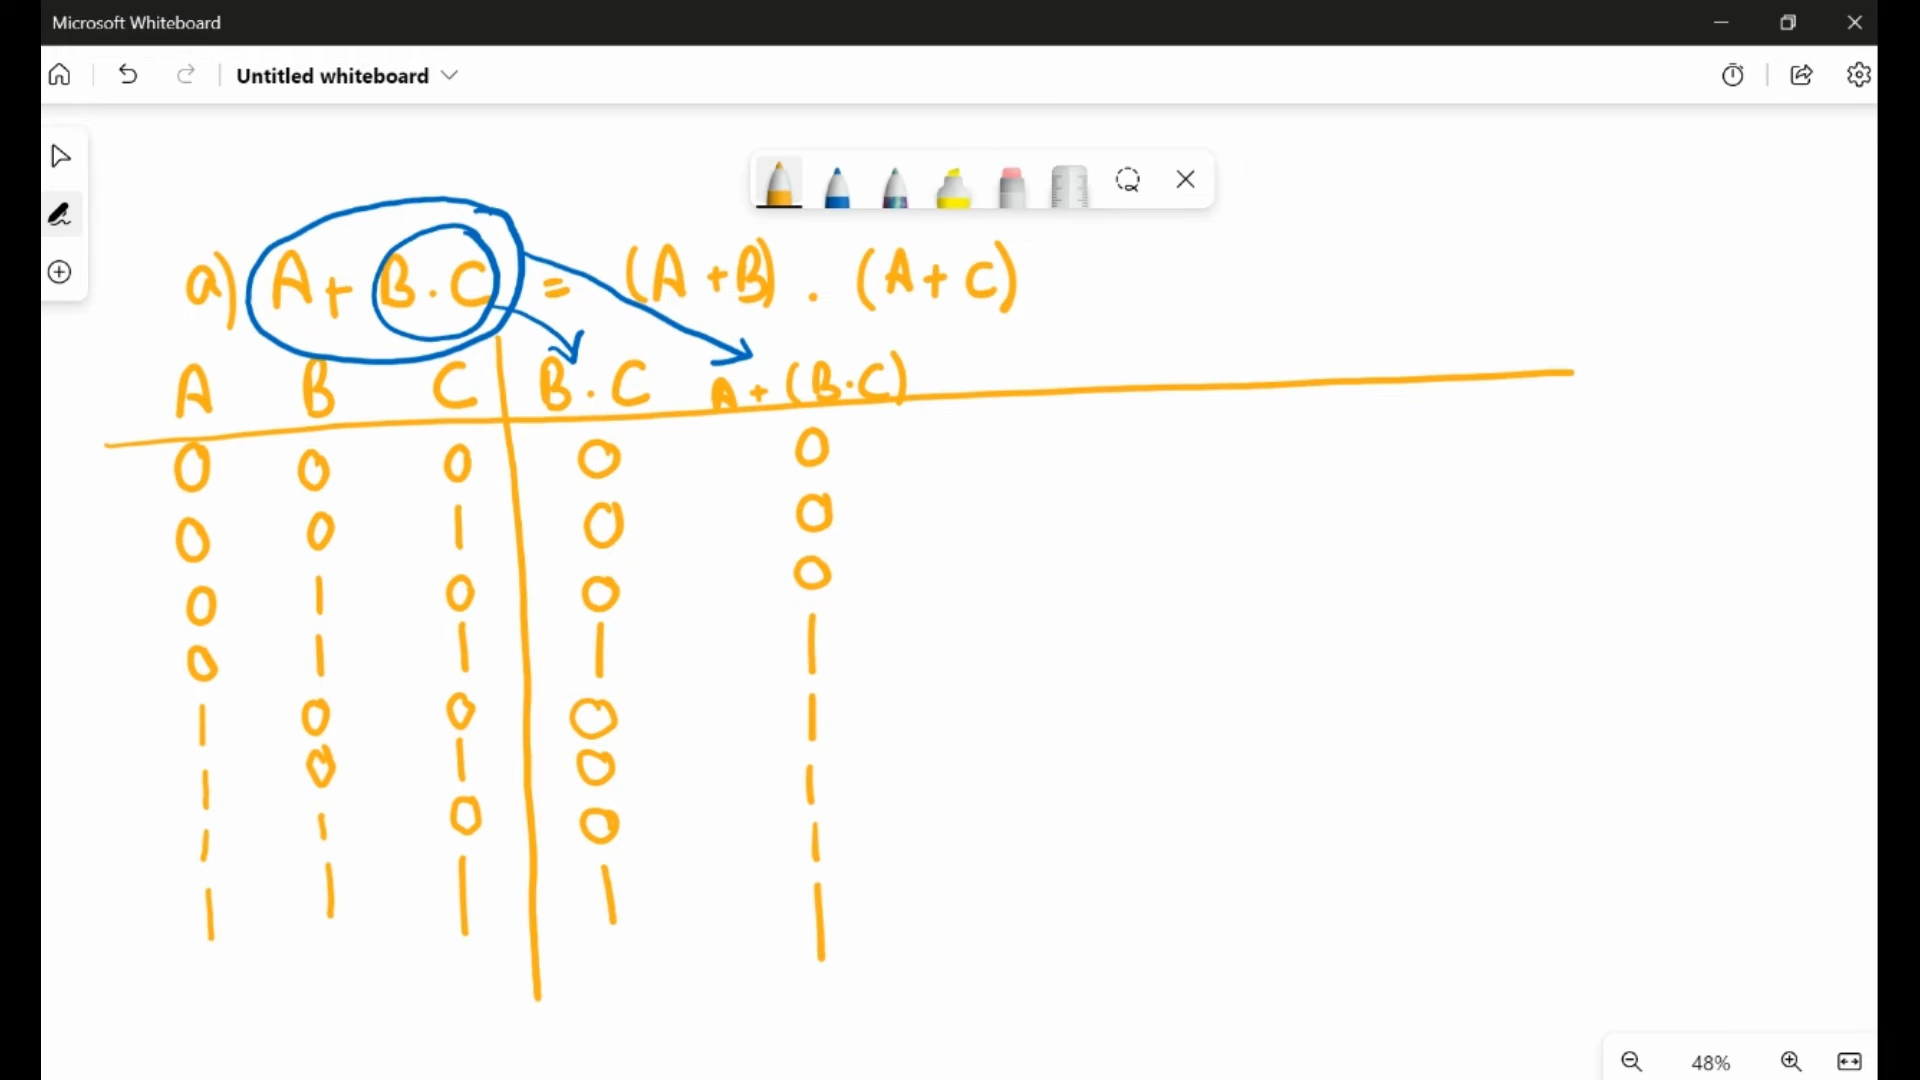 Microsoft Whiteboard
Untitled whiteboard
a) A + B . C = (A + B) . (A + C)
A B C B . C A + (B . C)
0 0 0 0 0
0 0 1 0 0
0 1 0 0 0
0 1 1 1 1
1 0 0 0 1
1 0 1 0 1
1 1 0 0 1
1 1 1 1 1
48%